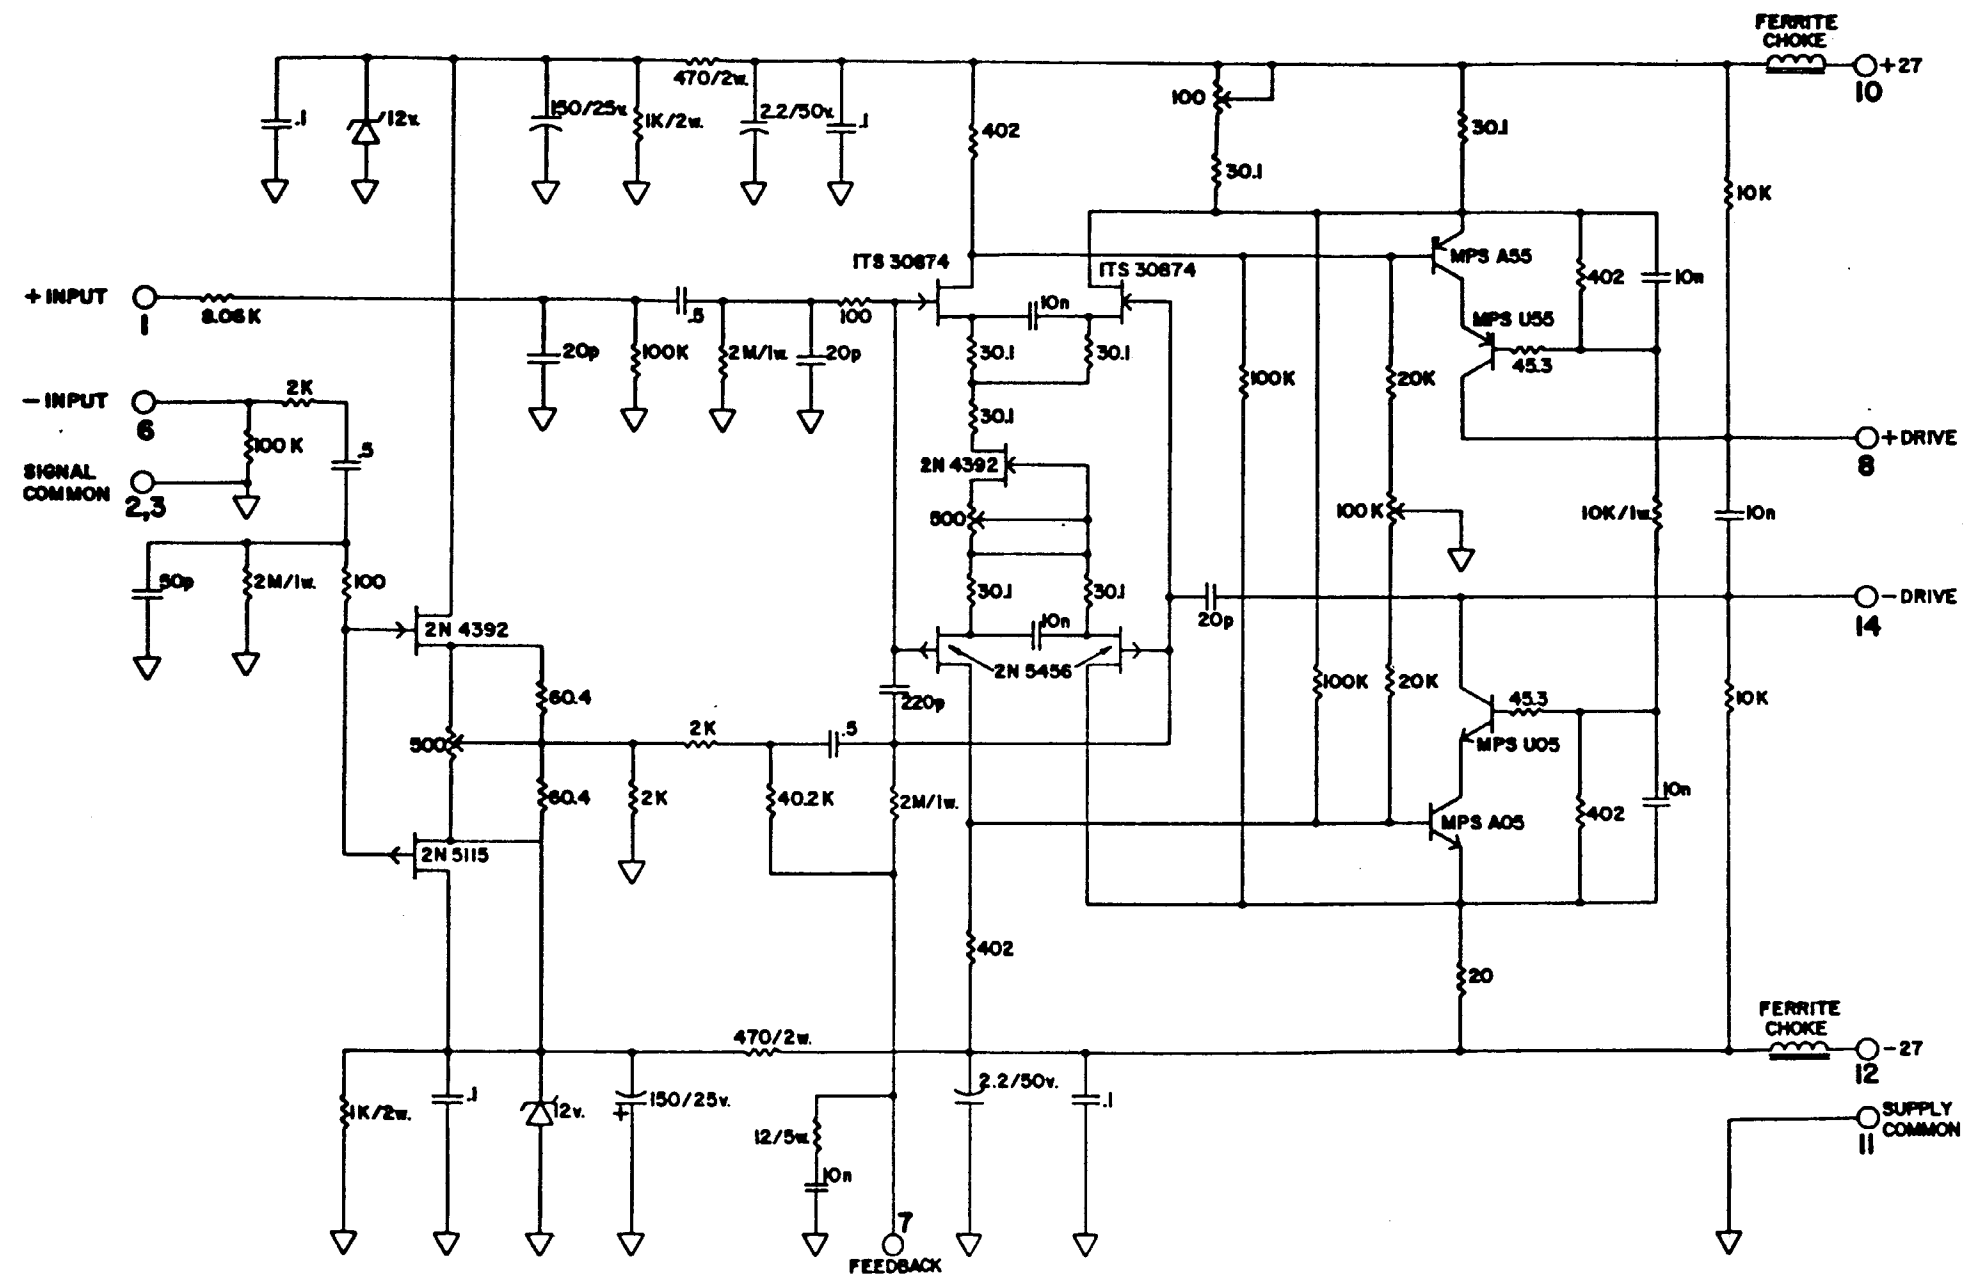 FERRITE
CHOKE
+27
10
470/2w.
.1
12v.
150/25v.
1K/2w.
2.2/50v.
.1
402
100
30.1
30.1
10K
ITS 30874
ITS 30874
MPS A55
402
10n
+ INPUT
1
8.06K
.5
100
10n
MPS U55
45.3
20p
100K
2M/1w.
20p
30.1
30.1
100K
20K
- INPUT
6
2K
100K
.5
30.1
+ DRIVE
8
SIGNAL
COMMON
2,3
2N 4392
500
100K
10K/1w.
10n
50p
2M/1w.
100
30.1
30.1
- DRIVE
14
20p
2N 4392
10n
2N 5456
60.4
220p
100K
20K
45.3
10K
500
2K
.5
MPS U05
60.4
2K
40.2K
2M/1w.
10n
402
MPS A05
2N 5115
402
20
FERRITE
CHOKE
-27
12
470/2w.
1K/2w.
.1
12v.
+
150/25v.
2.2/50v.
.1
SUPPLY
COMMON
11
12/5w.
10n
7
FEEDBACK